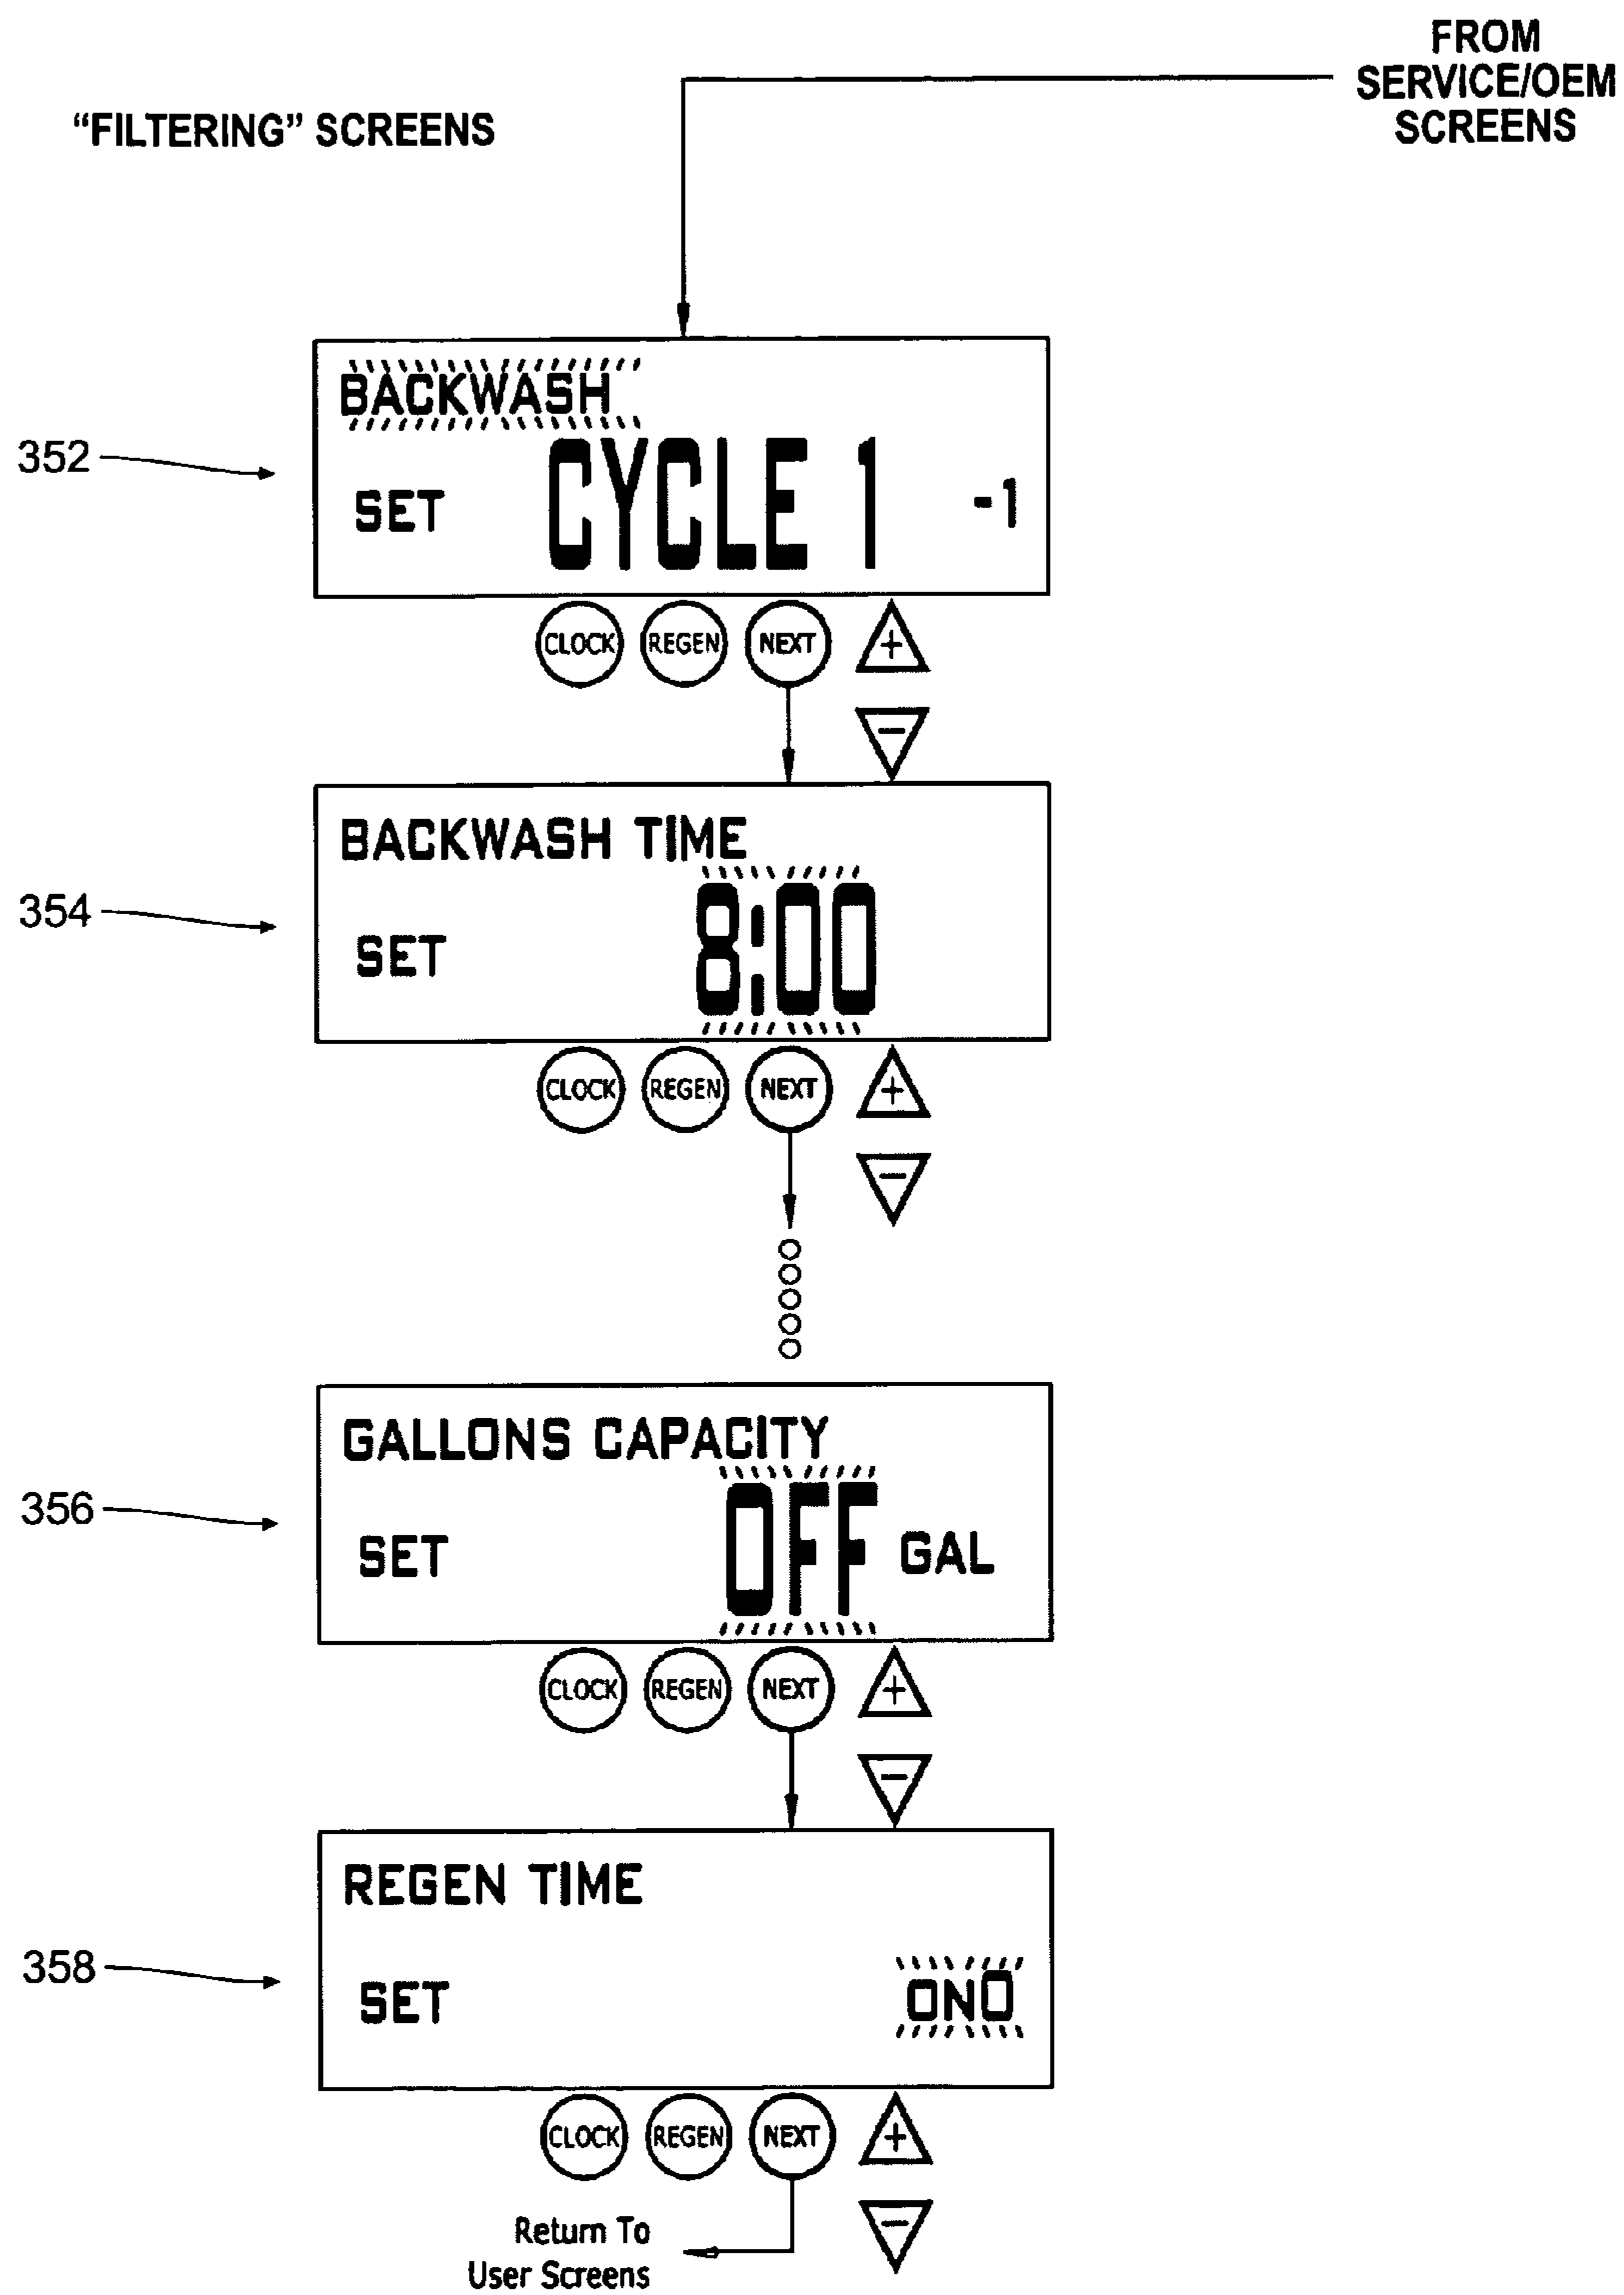 FROM
SERVICE/OEM
SCREENS
“FILTERING” SCREENS
BACKWASH
352
SET CYCLE 1 -1
CLOCK REGEN NEXT +
−
BACKWASH TIME
354
SET 8:00
CLOCK REGEN NEXT +
−
GALLONS CAPACITY
356
SET OFF GAL
CLOCK REGEN NEXT +
−
REGEN TIME
358
SET ONO
CLOCK REGEN NEXT +
−
Return To
User Screens